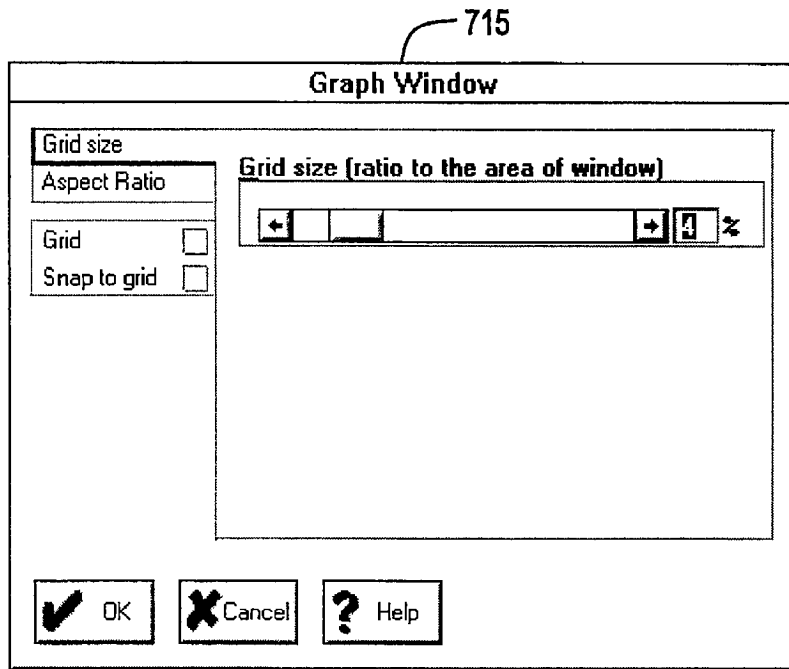 715
Graph Window
Grid size
Aspect Ratio
Grid
Snap to grid
Grid size (ratio to the area of window)
4 %
OK
Cancel
? Help